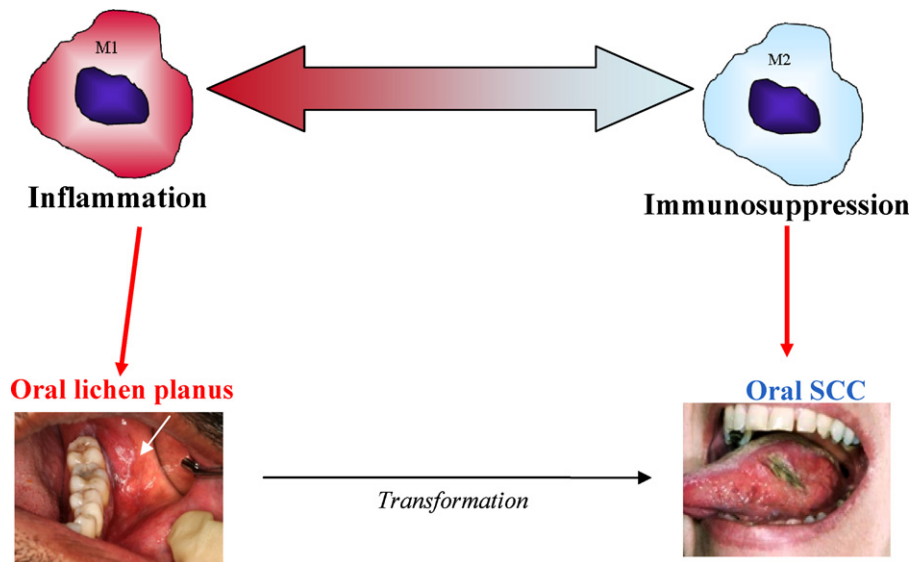 M1
M2
Inflammation
Immunosuppression
Oral lichen planus
Oral SCC
Transformation